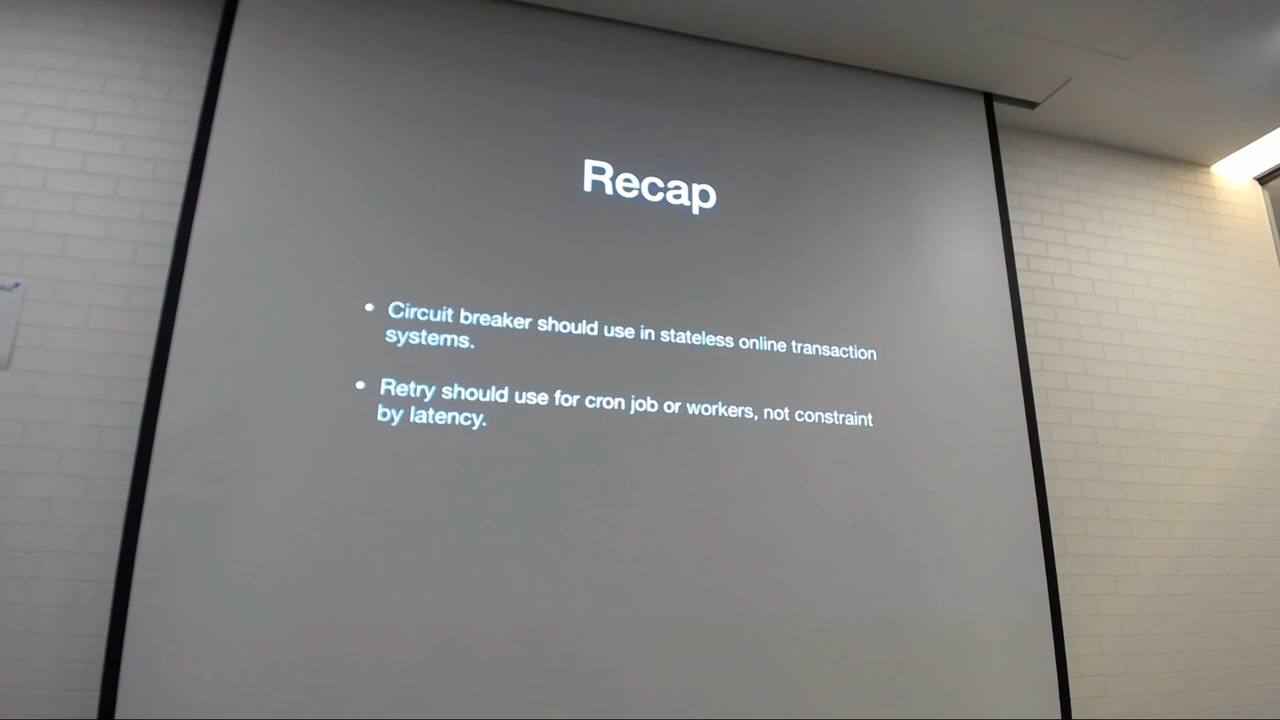 Recap
• Circuit breaker should use in stateless online transaction
systems.
• Retry should use for cron job or workers, not constraint
by latency.